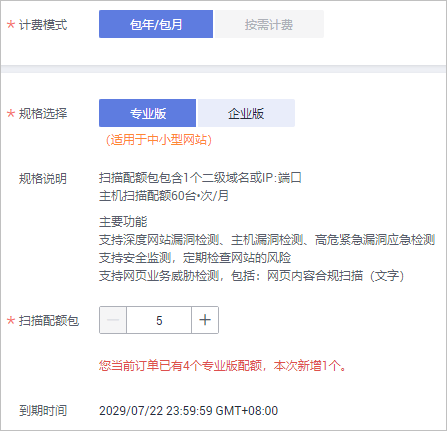 * 计费模式 包年/包月 按需计费
* 规格选择 专业版 企业版
(适用于中小型网站)
规格说明 扫描配额包包含1个二级域名或IP:端口
主机扫描配额60台•次/月
主要功能
支持深度网站漏洞检测、主机漏洞检测、高危紧急漏洞应急检测
支持安全监测，定期检查网站的风险
支持网页业务威胁检测，包括：网页内容合规扫描（文字）
* 扫描配额包 — 5 +
您当前订单已有4个专业版配额，本次新增1个。
到期时间 2029/07/22 23:59:59 GMT+08:00